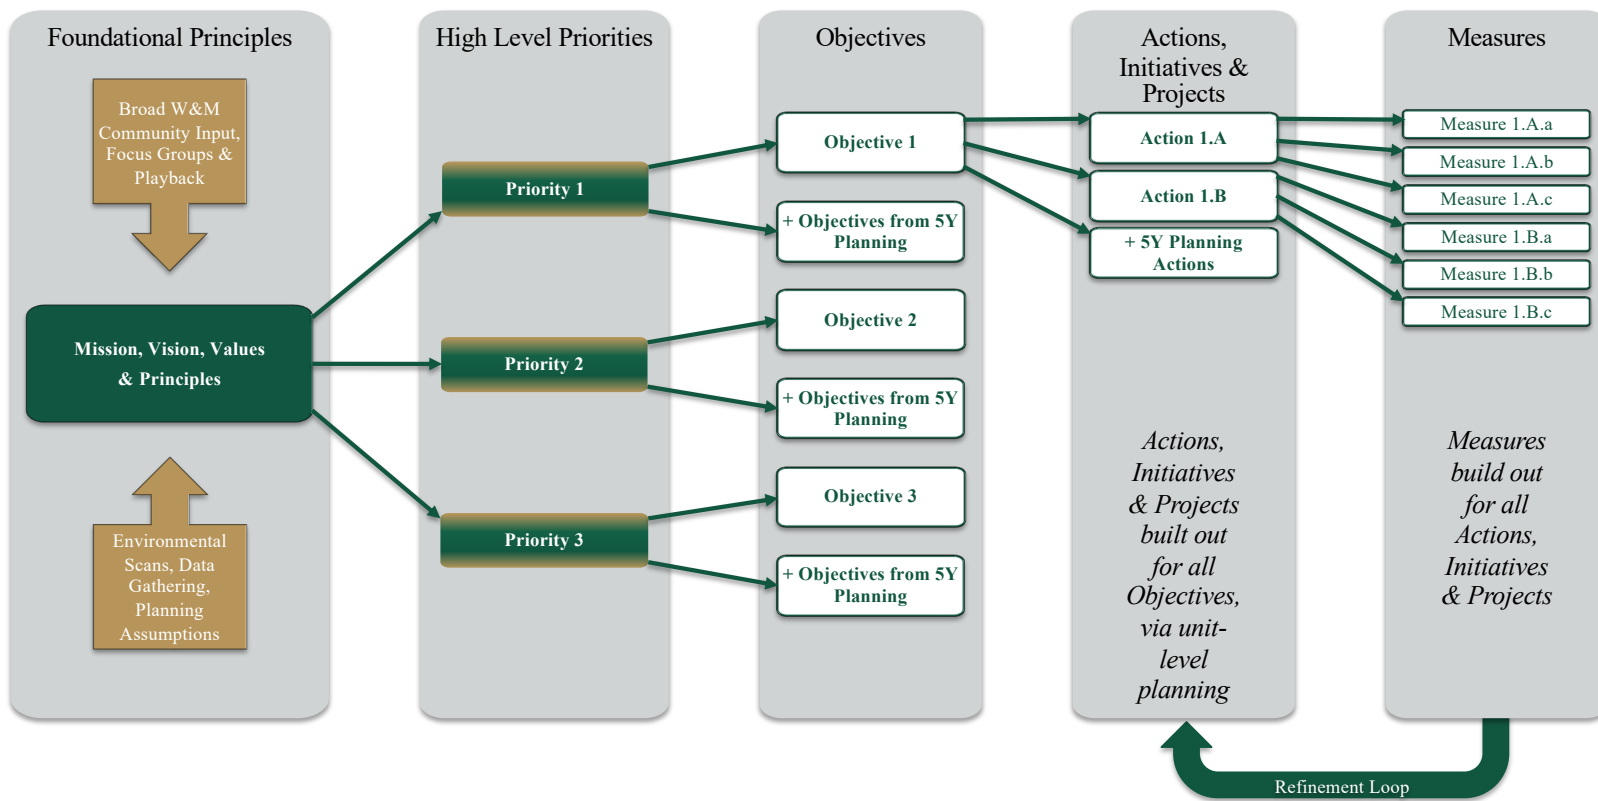 Foundational Principles
Broad W&M
Community Input,
Focus Groups &
Playback
Mission, Vision, Values
& Principles
Environmental
Scans, Data
Gathering,
Planning
Assumptions
High Level Priorities
Priority 1
Priority 2
Priority 3
Objectives
Objective 1
+ Objectives from 5Y
Planning
Objective 2
+ Objectives from 5Y
Planning
Objective 3
+ Objectives from 5Y
Planning
Actions,
Initiatives &
Projects
Action 1.A
Action 1.B
+ 5Y Planning
Actions
Actions,
Initiatives
& Projects
built out
for all
Objectives,
via unit-
level
planning
Measures
Measure 1.A.a
Measure 1.A.b
Measure 1.A.c
Measure 1.B.a
Measure 1.B.b
Measure 1.B.c
Measures
build out
for all
Actions,
Initiatives
& Projects
Refinement Loop